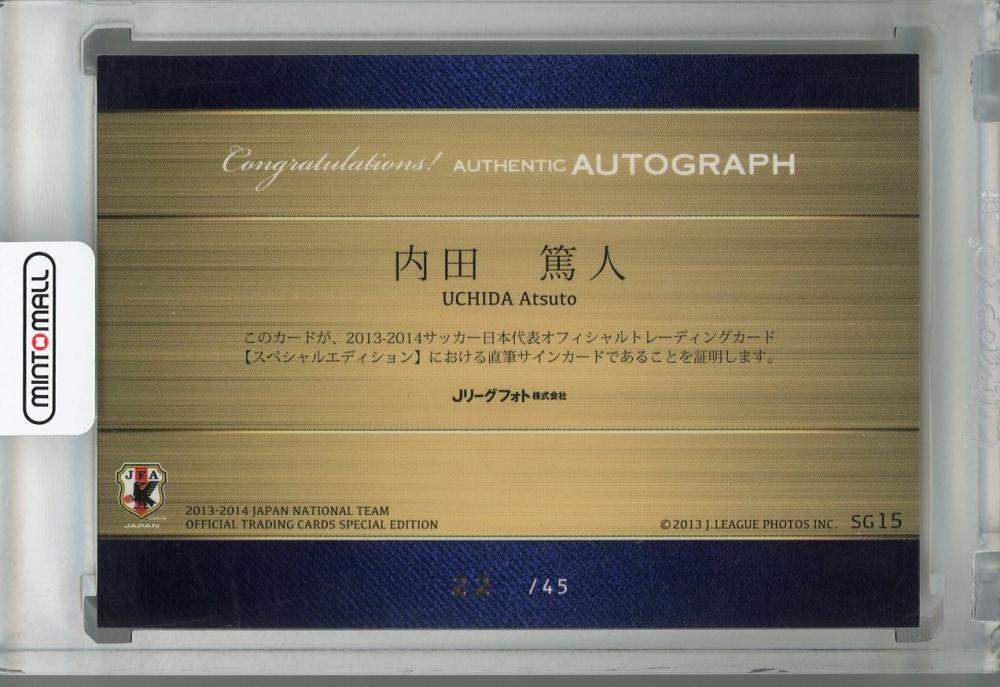 Congratulations! AUTHENTIC AUTOGRAPH
内田 篤人
UCHIDA Atsuto
このカードが、2013-2014サッカー日本代表オフィシャルトレーディングカード
【スペシャルエディション】における直筆サインカードであることを証明します。
Jリーグフォト株式会社
MINTOMALL
JFA
JAPAN
2013-2014 JAPAN NATIONAL TEAM
OFFICIAL TRADING CARDS SPECIAL EDITION
©2013 J.LEAGUE PHOTOS INC. SG15
22 /45